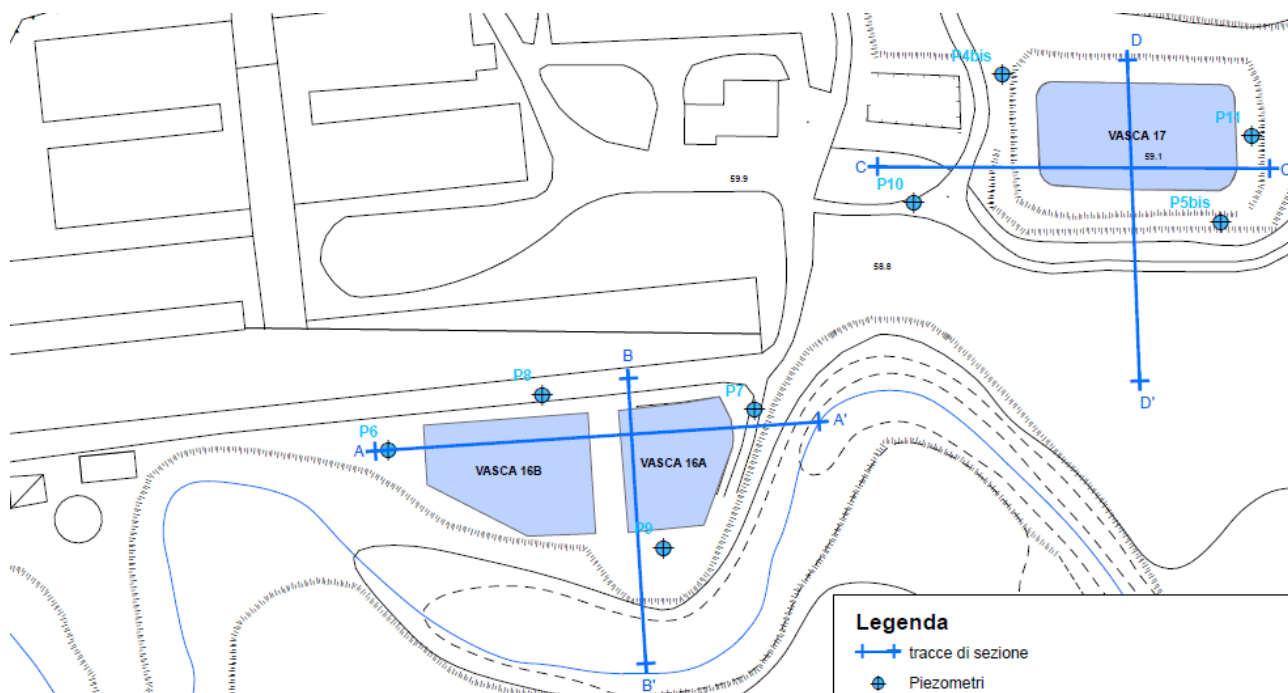 D
P4bis
P11
VASCA 17
59.1
C
C
P10
59.9
P5bis
58.8
B
P8
P7
D'
A'
P6
A
VASCA 16B
VASCA 16A
P9
B'
Legenda
tracce di sezione
Piezometri